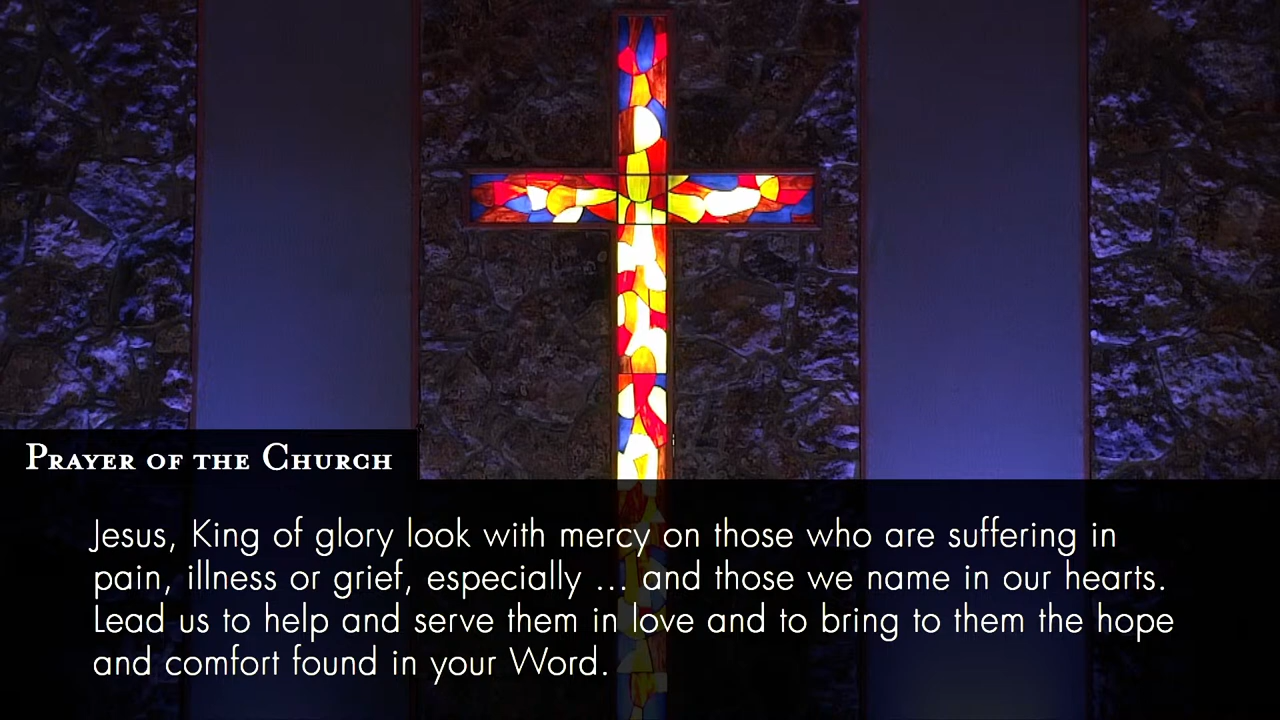 Prayer of the Church
Jesus, King of glory look with mercy on those who are suffering in
pain, illness or grief, especially ... and those we name in our hearts.
Lead us to help and serve them in love and to bring to them the hope
and comfort found in your Word.